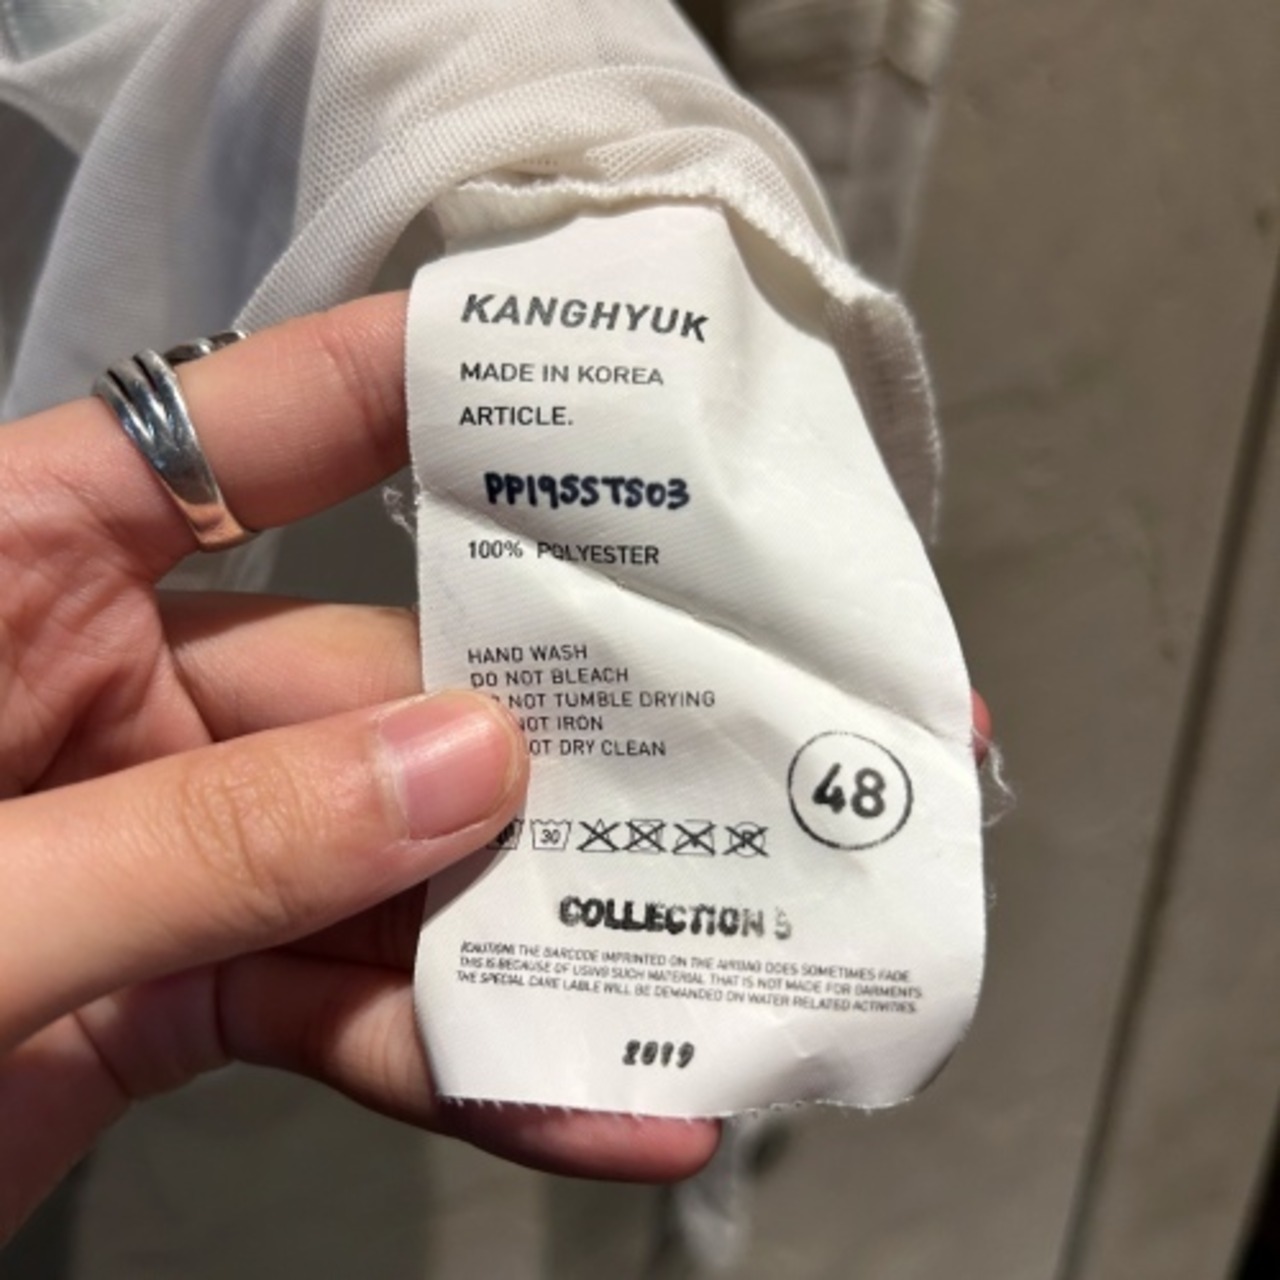 KANGHYUK
MADE IN KOREA
ARTICLE.
PP19SSTS03
100% POLYESTER
HAND WASH
DO NOT BLEACH
NOT TUMBLE DRYING
NOT IRON
DRY CLEAN
48
30
COLLECTION 5
THE BARCODE IMPRINTED ON THE AIRBAG DOES SOMETIMES FADE
THIS IS BECAUSE OF USING SUCH MATERIAL THAT IS NOT MADE FOR GARMENTS
THE SPECIAL CARE LABLE WILL BE DEMANDED ON WATER RELATED ACTIVITIES.
2019